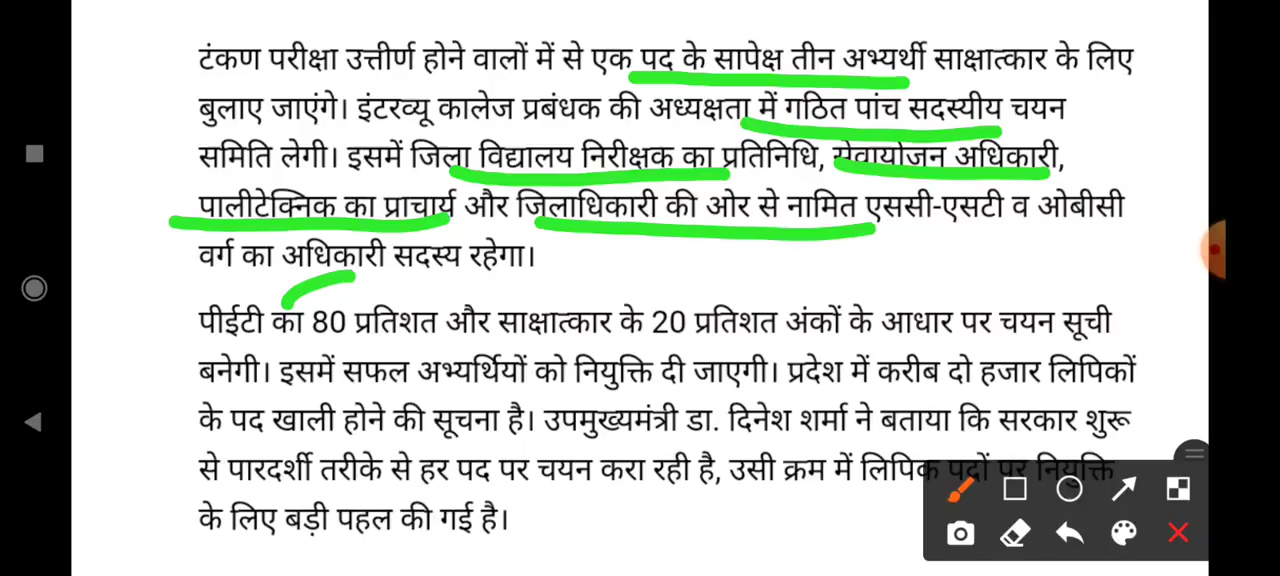 टंकण परीक्षा उत्तीर्ण होने वालों में से एक पद के सापेक्ष तीन अभ्यर्थी साक्षात्कार के लिए
बुलाए जाएंगे। इंटरव्यू कालेज प्रबंधक की अध्यक्षता में गठित पांच सदस्यीय चयन
समिति लेगी। इसमें जिला विद्यालय निरीक्षक का प्रतिनिधि, सेवायोजन अधिकारी,
पालीटेक्निक का प्राचार्य और जिलाधिकारी की ओर से नामित एससी-एसटी व ओबीसी
वर्ग का अधिकारी सदस्य रहेगा।
पीईटी का 80 प्रतिशत और साक्षात्कार के 20 प्रतिशत अंकों के आधार पर चयन सूची
बनेगी। इसमें सफल अभ्यर्थियों को नियुक्ति दी जाएगी। प्रदेश में करीब दो हजार लिपिकों
के पद खाली होने की सूचना है। उपमुख्यमंत्री डा. दिनेश शर्मा ने बताया कि सरकार शुरू
से पारदर्शी तरीके से हर पद पर चयन करा रही है, उसी क्रम में लिपिक पदों पर नियुक्ति
के लिए बड़ी पहल की गई है।